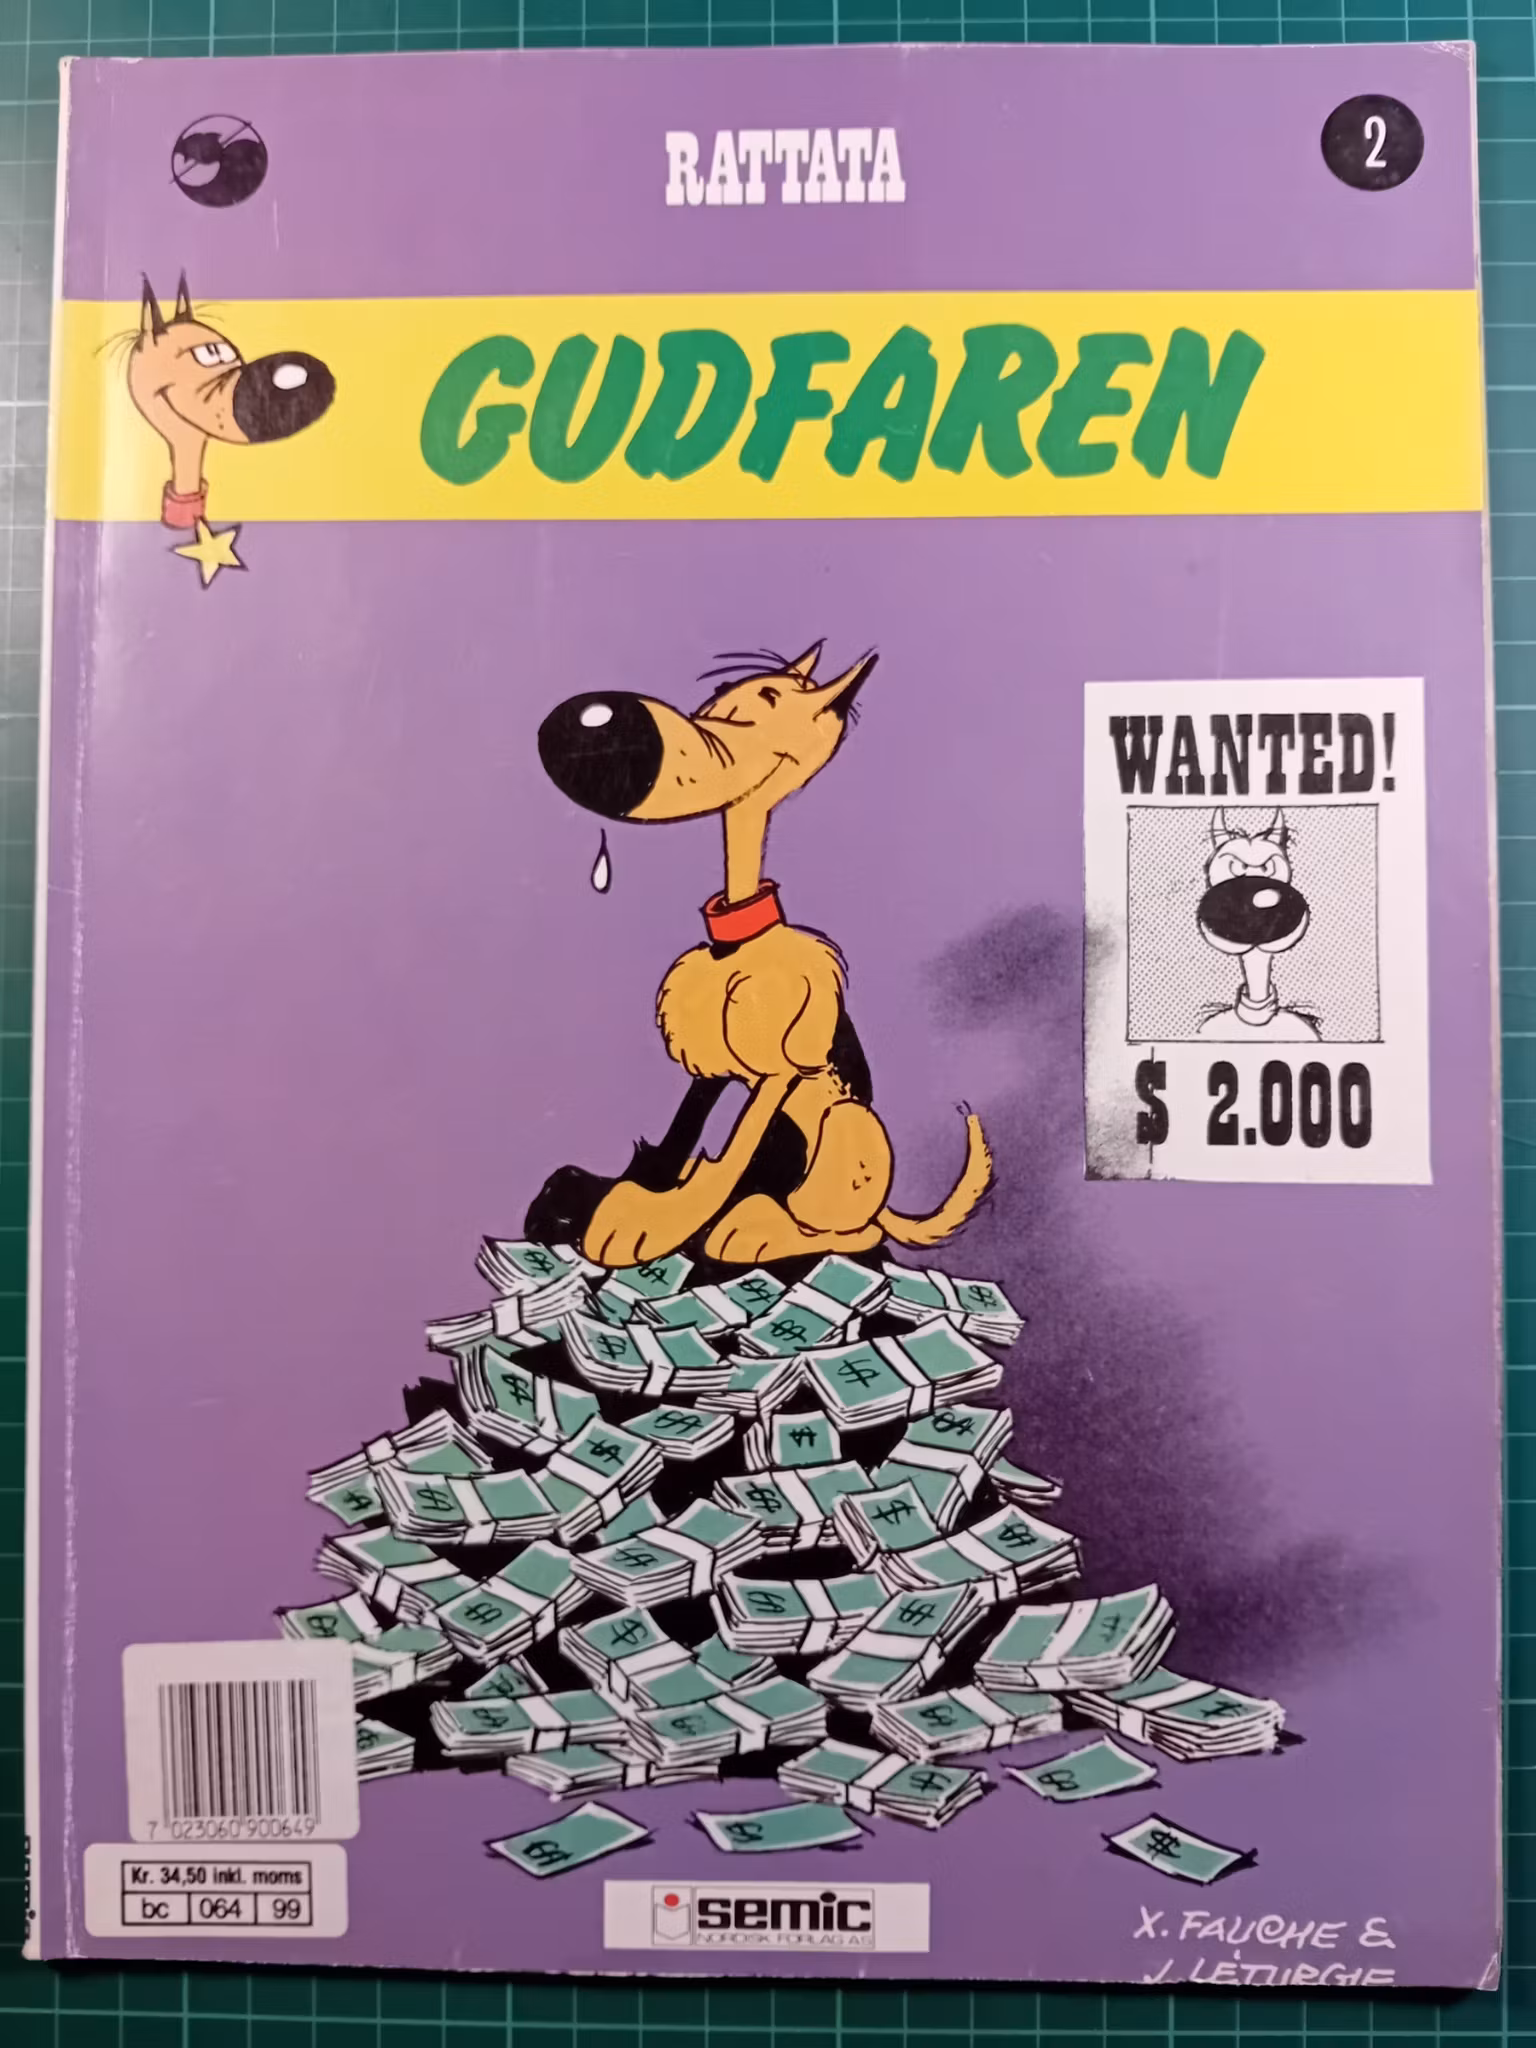 RATTATA
2
GUDFAREN
WANTED!
$ 2.000
7 023060 900649
Kr. 34,50 inkl. moms
bc 064 99
semic
NORDISK FORLAG AS
X. FAUCHE &
J. LÉTURGIE